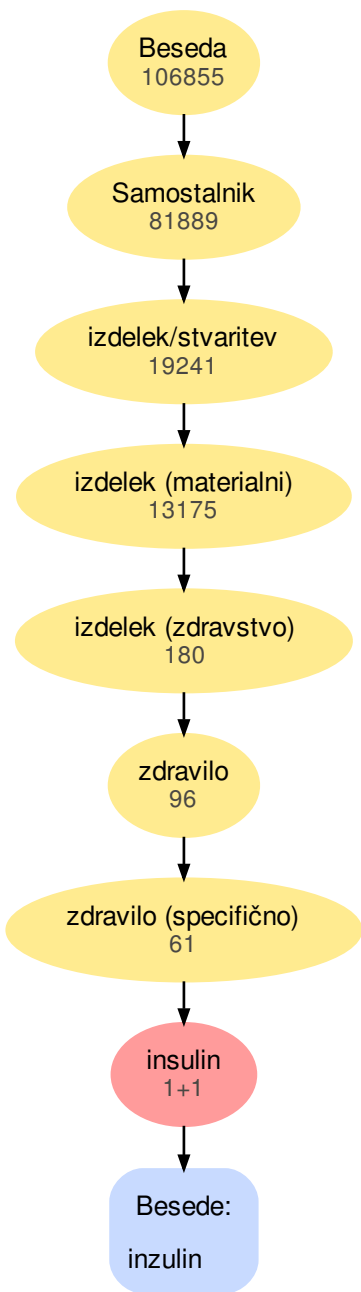 Beseda
106855
Samostalnik
81889
izdelek/stvaritev
19241
izdelek (materialni)
13175
izdelek (zdravstvo)
180
zdravilo
96
zdravilo (specifično)
61
insulin
1+1
Besede:
inzulin